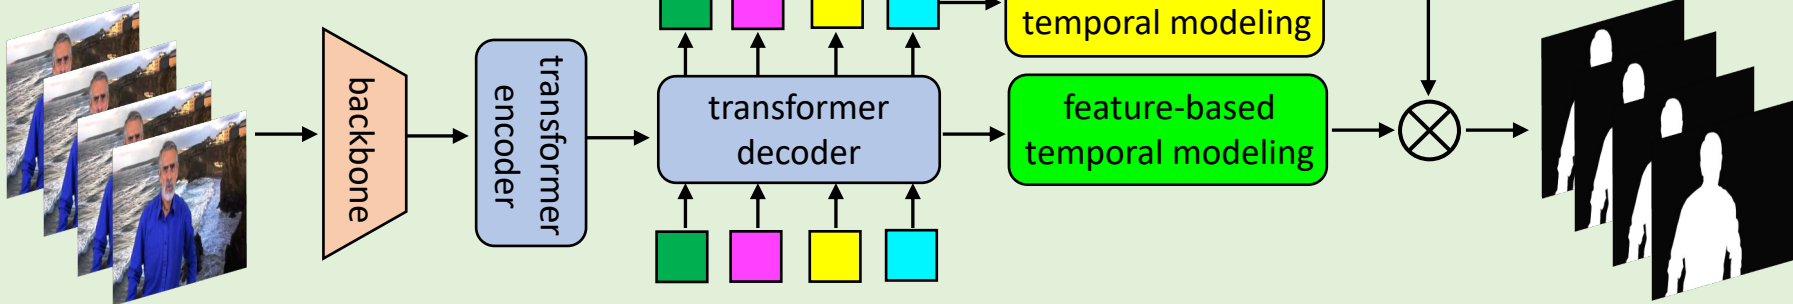 backbone
transformer
encoder
transformer
decoder
temporal modeling
feature-based
temporal modeling